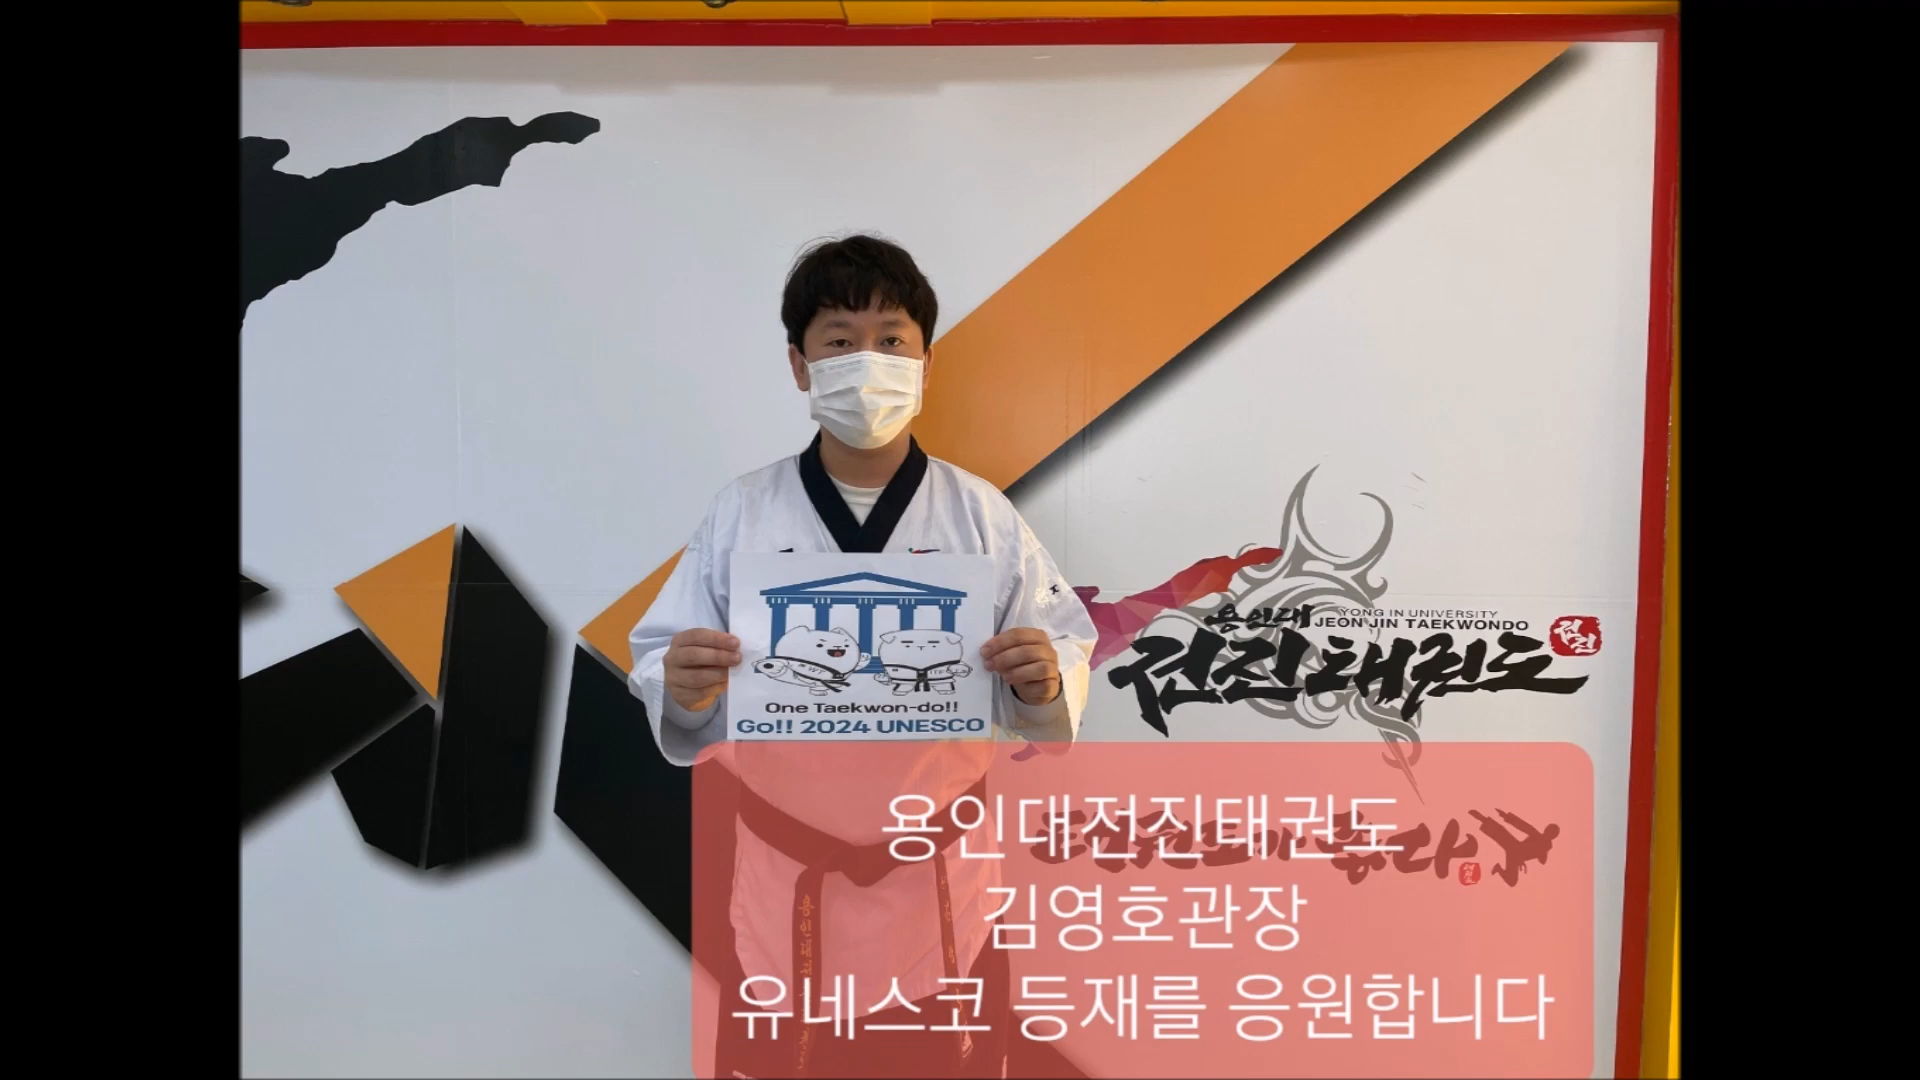 One Taekwon-do!!
Go!! 2024 UNESCO
용인대
YONG IN UNIVERSITY
JEON JIN TAEKWONDO
전진태권도
전진
용인대전진태권도
김영호관장
유네스코 등재를 응원합니다